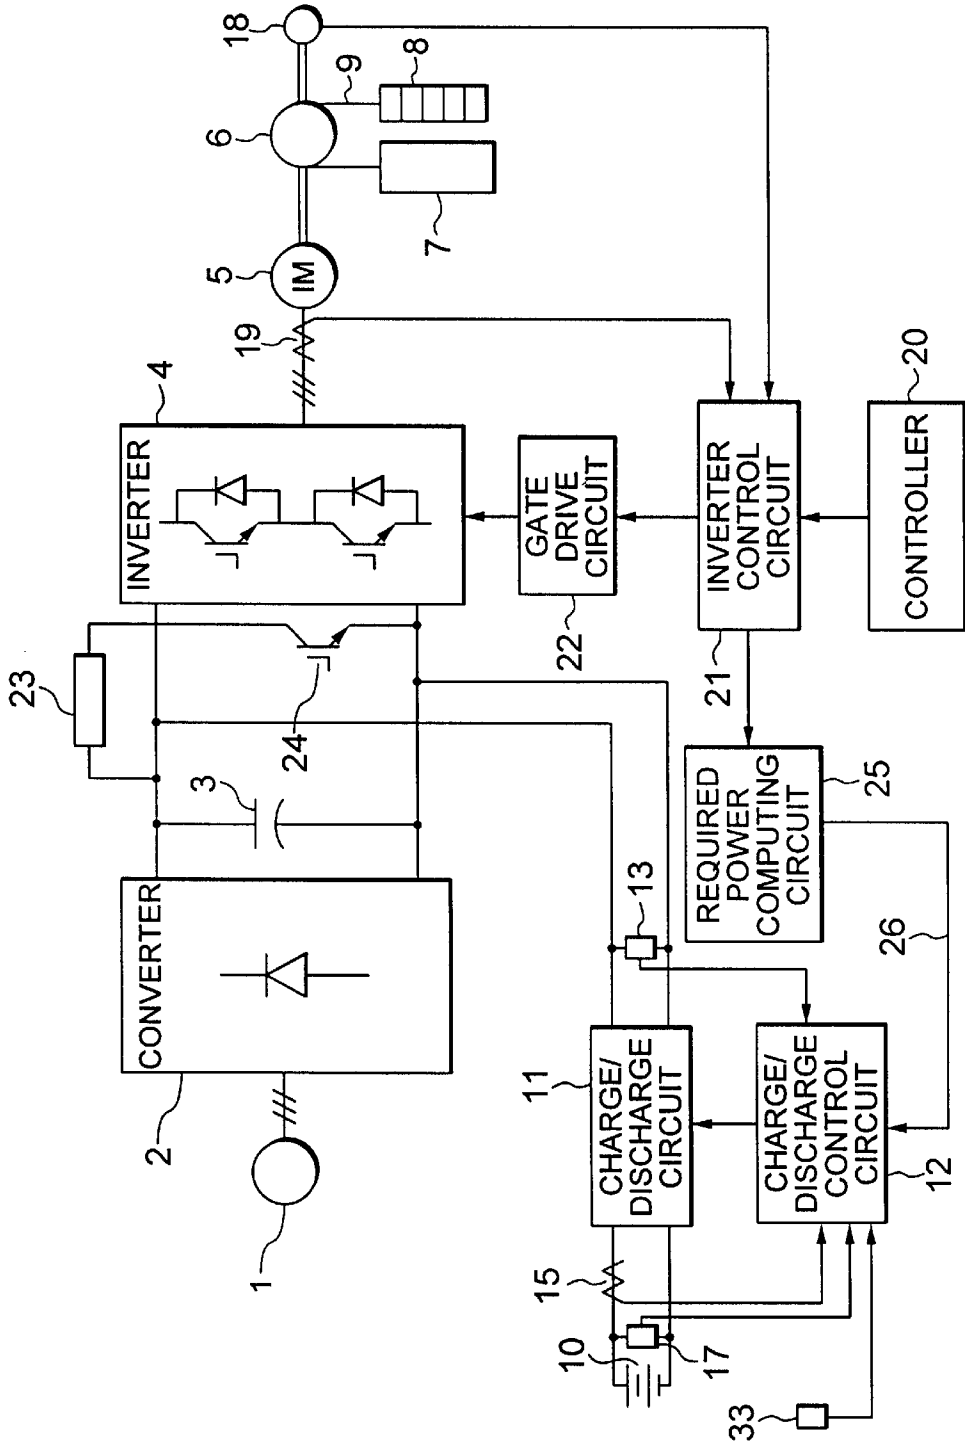 1
2
CONVERTER
3
23
24
INVERTER
4
19
5
IM
6
18
9
8
7
10
17
15
11
CHARGE/
DISCHARGE
CIRCUIT
13
33
12
CHARGE/
DISCHARGE
CONTROL
CIRCUIT
26
25
REQUIRED
POWER
COMPUTING
CIRCUIT
21
INVERTER
CONTROL
CIRCUIT
22
GATE
DRIVE
CIRCUIT
20
CONTROLLER